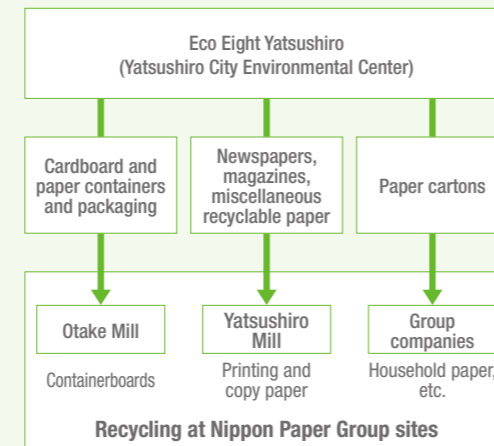 Eco Eight Yatsushiro
(Yatsushiro City Environmental Center)
Cardboard and
paper containers
and packaging
Newspapers,
magazines,
miscellaneous
recyclable paper
Paper cartons
Otake Mill
Containerboards
Yatsushiro
Mill
Printing and
copy paper
Group
companies
Household paper,
etc.
Recycling at Nippon Paper Group sites